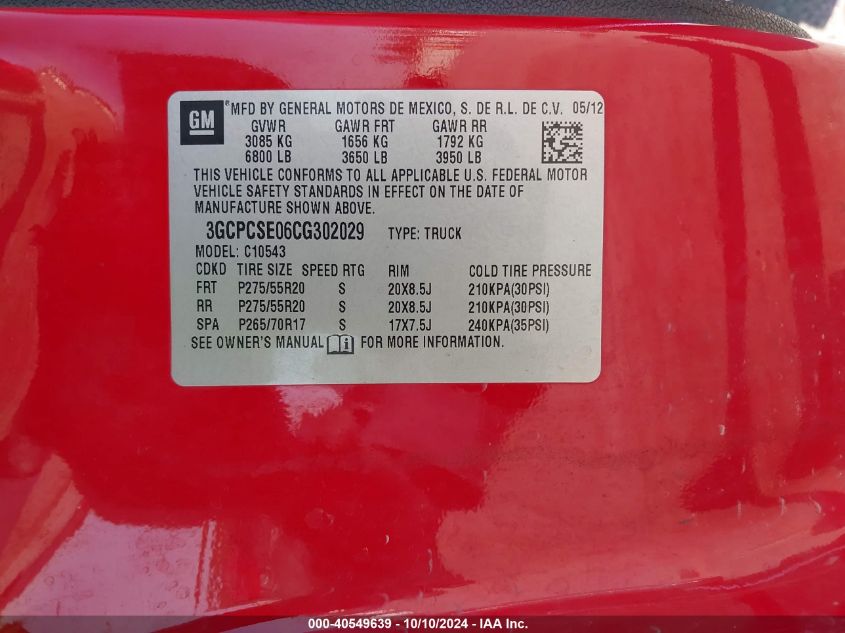 GM ®MFD BY GENERAL MOTORS DE MEXICO, S. DE R.L. DE C.V. 05/12
GVWR GAWR FRT GAWR RR
3085 KG 1656 KG 1792 KG
6800 LB 3650 LB 3950 LB
THIS VEHICLE CONFORMS TO ALL APPLICABLE U.S. FEDERAL MOTOR
VEHICLE SAFETY STANDARDS IN EFFECT ON THE DATE OF
MANUFACTURE SHOWN ABOVE.
3GCPCSE06CG302029 TYPE: TRUCK
MODEL: C10543
CDKD TIRE SIZE SPEED RTG RIM COLD TIRE PRESSURE
FRT P275/55R20 S 20X8.5J 210KPA(30PSI)
RR P275/55R20 S 20X8.5J 210KPA(30PSI)
SPA P265/70R17 S 17X7.5J 240KPA(35PSI)
SEE OWNER'S MANUAL FOR MORE INFORMATION.
000-40549639 - 10/10/2024 - IAA Inc.